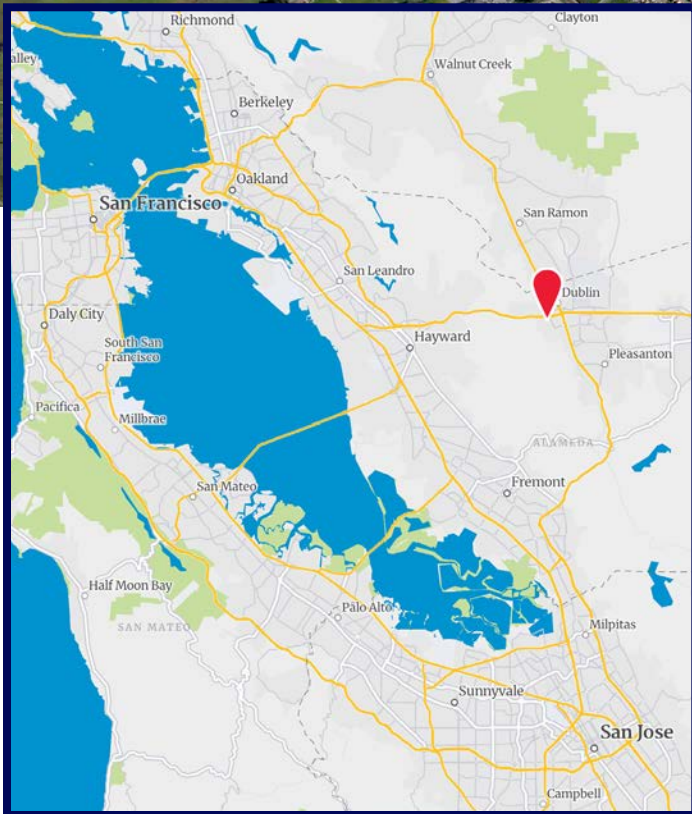 Richmond
Clayton
alley
Walnut Creek
Berkeley
Oakland
San Francisco
San Ramon
San Leandro
Dublin
Daly City
Hayward
South San
Francisco
Pleasanton
Pacifica
Millbrae
ALAMEDA
San Mateo
Fremont
Half Moon Bay
Palo Alto
SAN MATEO
Milpitas
Sunnyvale
San Jose
Campbell